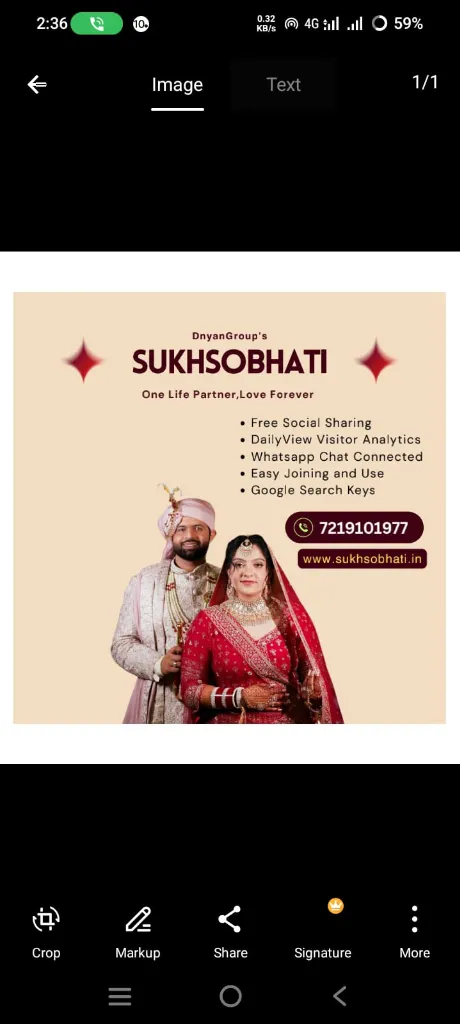 2:36
10
0.32
KB/s
4G
59%
Image
Text
1/1
DnyanGroup's
SUKHSOBHATI
One Life Partner,Love Forever
• Free Social Sharing
• DailyView Visitor Analytics
• Whatsapp Chat Connected
• Easy Joining and Use
• Google Search Keys
7219101977
www.sukhsobhati.in
Crop
Markup
Share
Signature
More